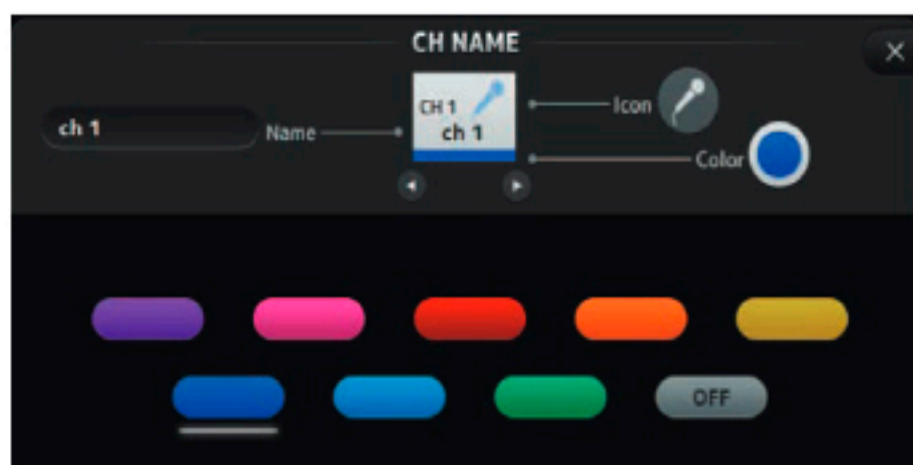 CH NAME
ch 1
Name
CH 1
ch 1
Icon
Color
OFF